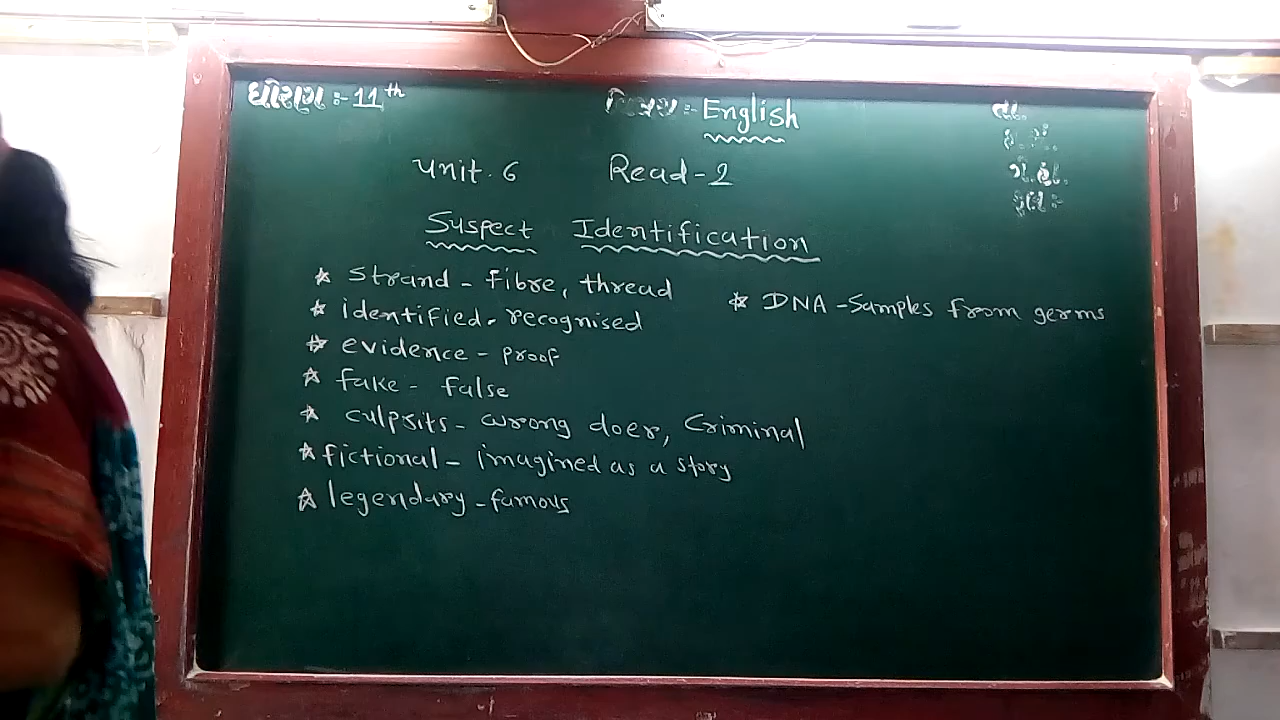 ધોરણ :- 11th
વિષય :- English
તા.
ગે.હા.
Unit. 6 Read-2
Suspect Identification
☆ strand - Fibre, thread
☆ identified - recognised
☆ evidence - proof
☆ fake - false
☆ culprits - wrong doer, Criminal
☆ fictional - imagined as a story
☆ legendary - famous
☆ DNA - Samples from germs